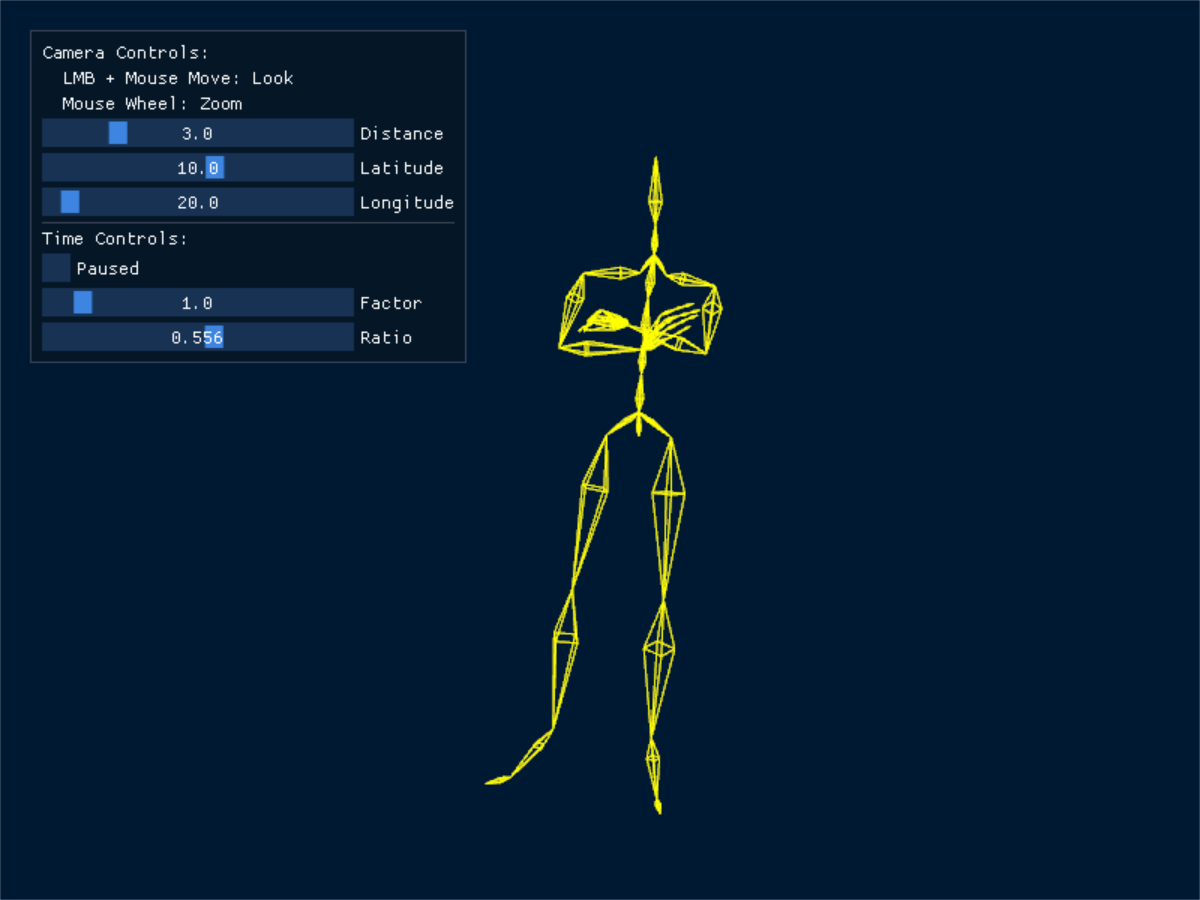 Camera Controls:
LMB + Mouse Move: Look
Mouse Wheel: Zoom
3.0 Distance
10.0 Latitude
20.0 Longitude
Time Controls:
Paused
1.0 Factor
0.556 Ratio